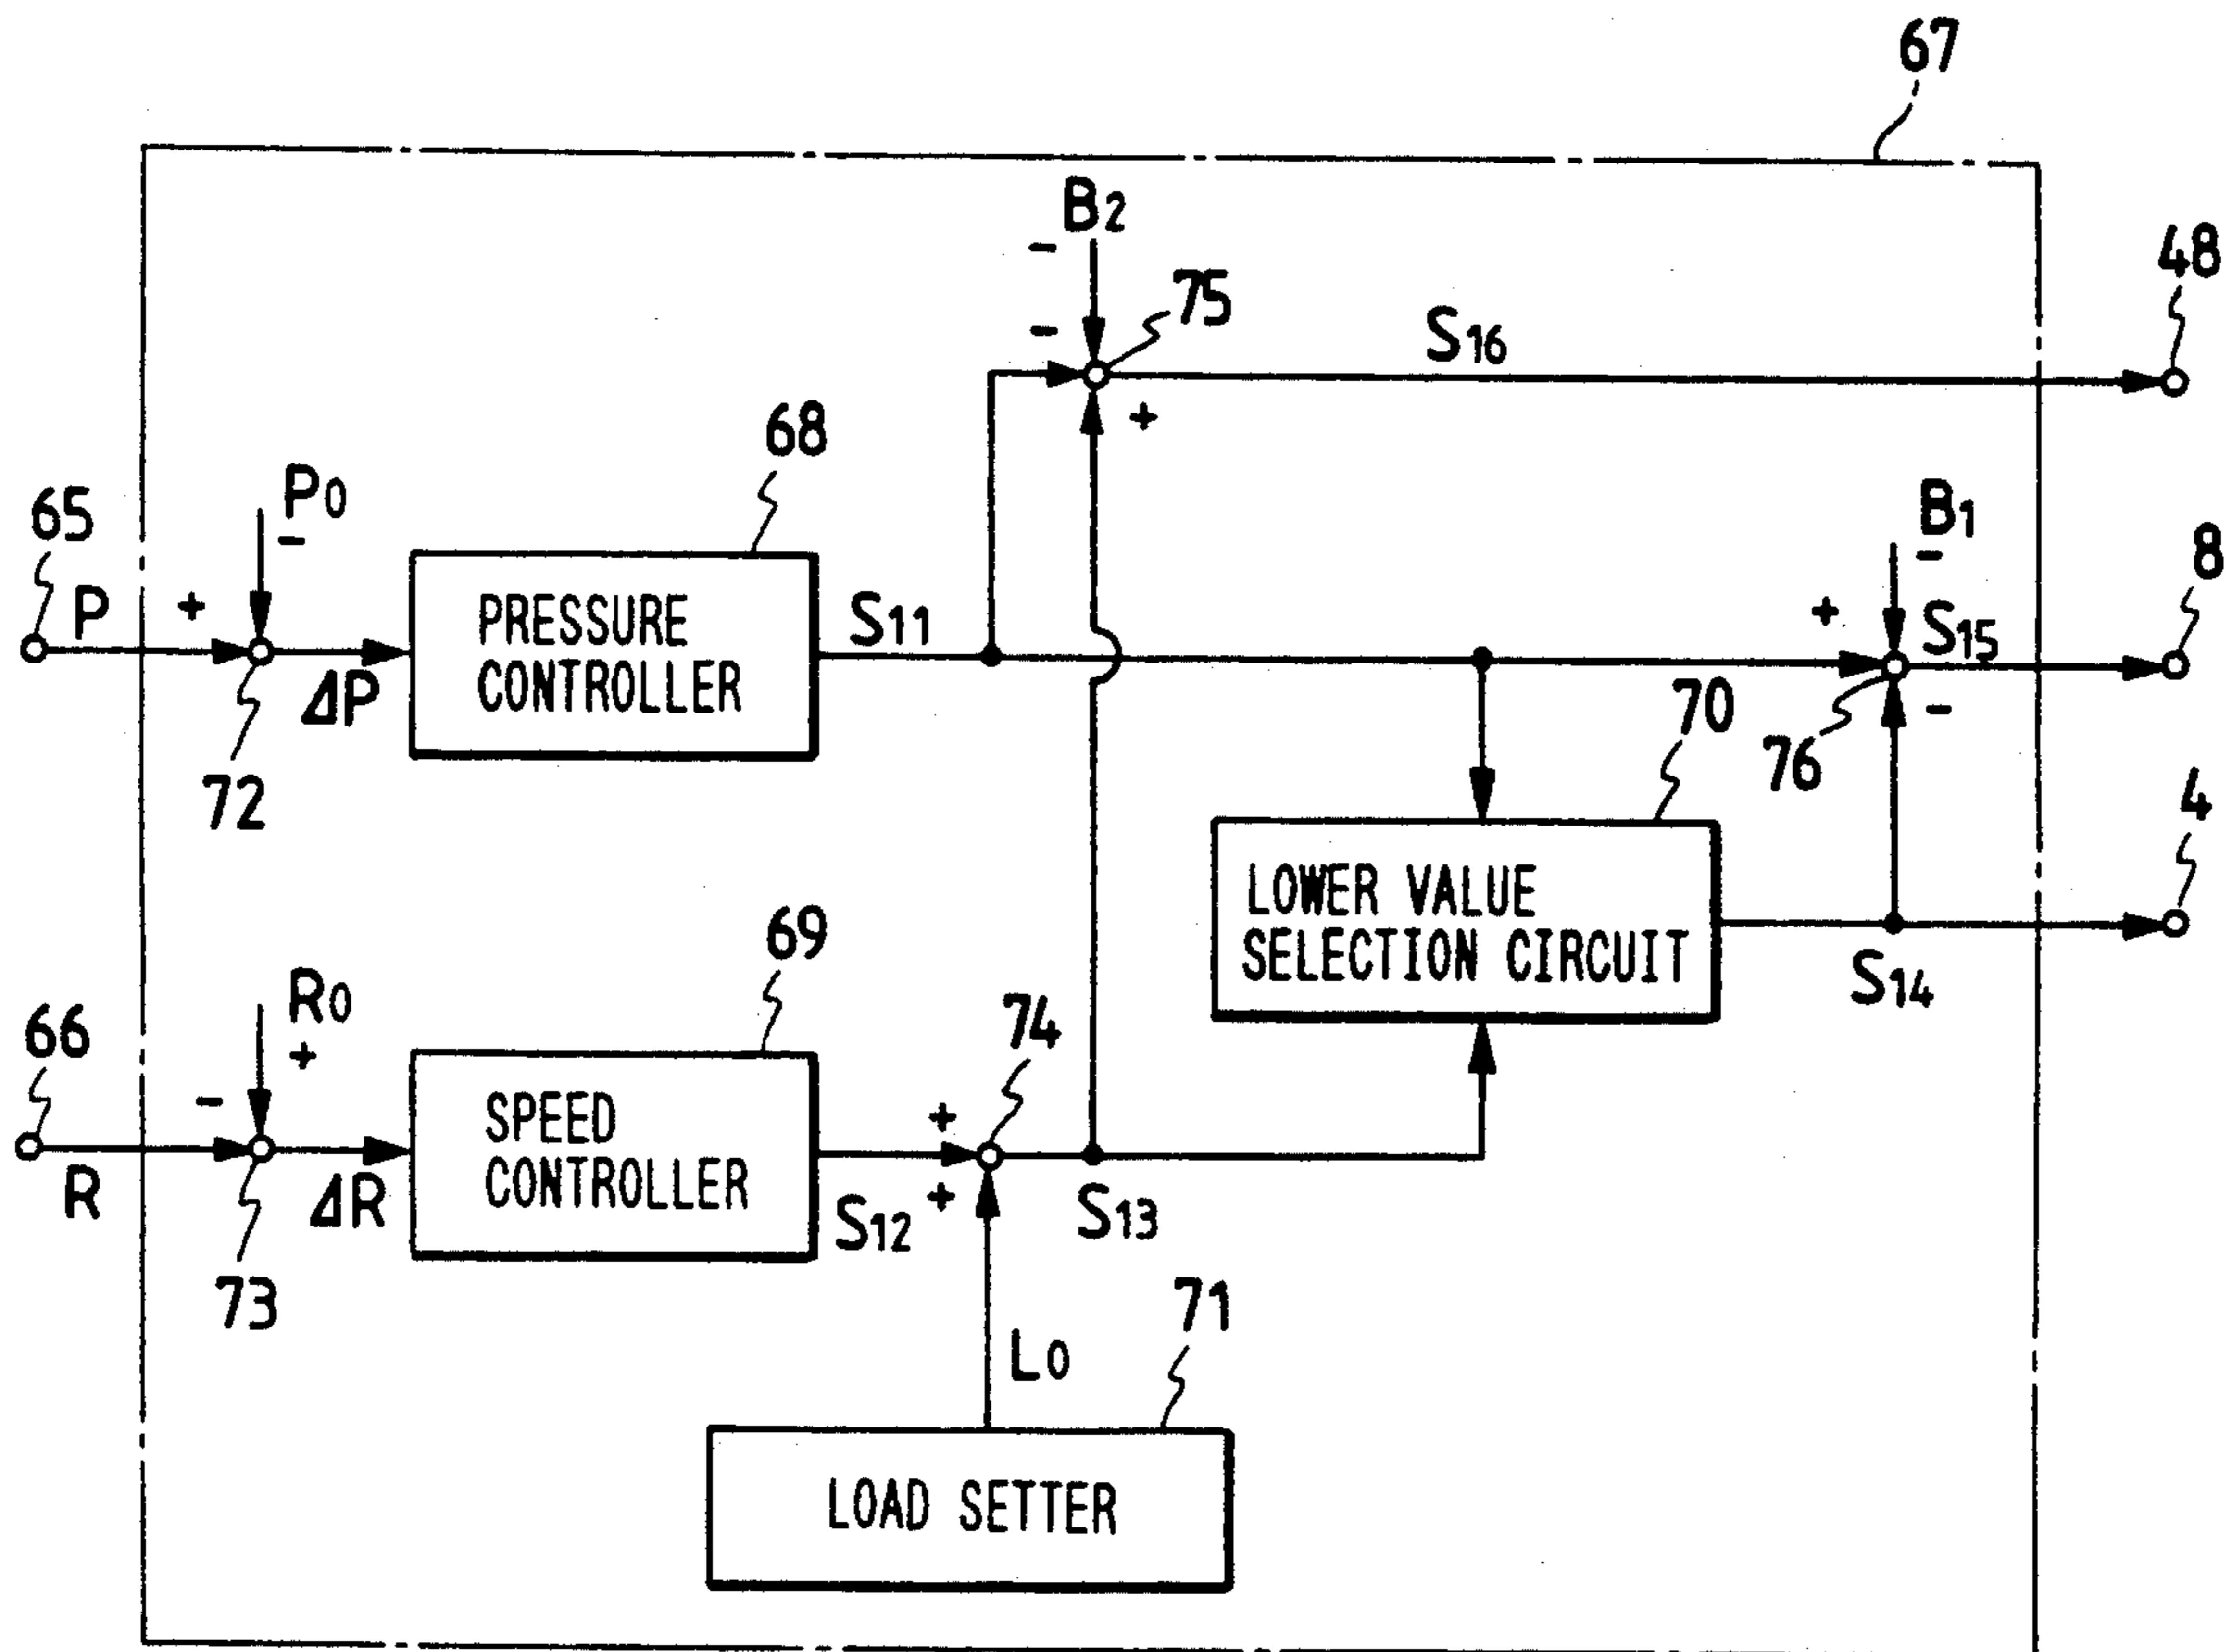 67
B2
-
-
75
+
S16
48
68
65
P
+
P0
-
72
ΔP
PRESSURE
CONTROLLER
S11
B1
-
+
S15
-
76
8
70
LOWER VALUE
SELECTION CIRCUIT
S14
4
69
66
R
-
R0
+
73
ΔR
SPEED
CONTROLLER
S12
+
+
74
S13
L0
71
LOAD SETTER